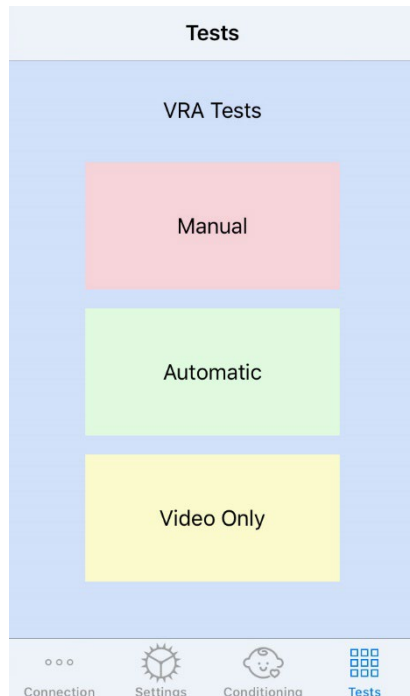 Tests
VRA Tests
Manual
Automatic
Video Only
Connection Settings Conditioning Tests